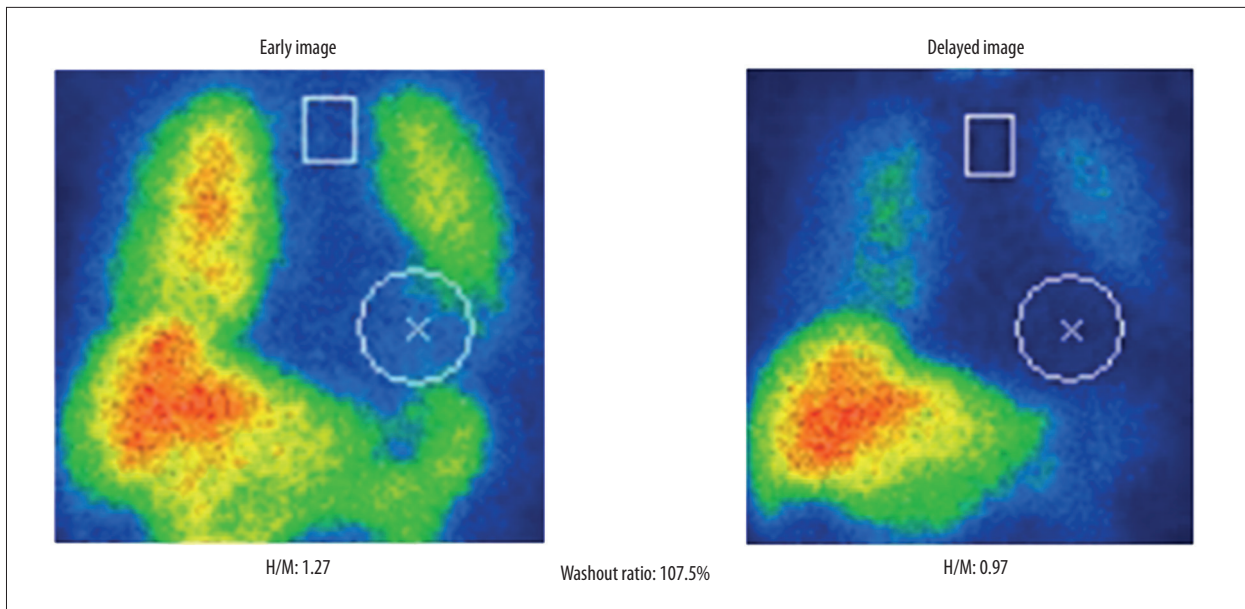 Early image
Delayed image
H/M: 1.27
Washout ratio: 107.5%
H/M: 0.97